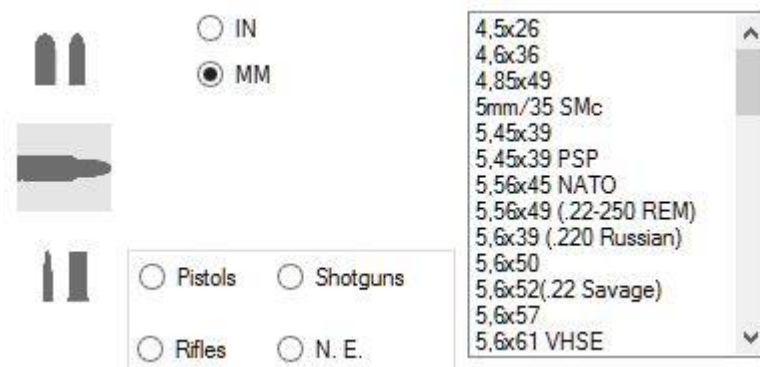 IN
MM
Pistols Shotguns
Rifles N. E.
4,5x26
4,6x36
4,85x49
5mm/35 SMc
5,45x39
5,45x39 PSP
5,56x45 NATO
5,56x49 (.22-250 REM)
5,6x39 (.220 Russian)
5,6x50
5,6x52(.22 Savage)
5,6x57
5,6x61 VHSE